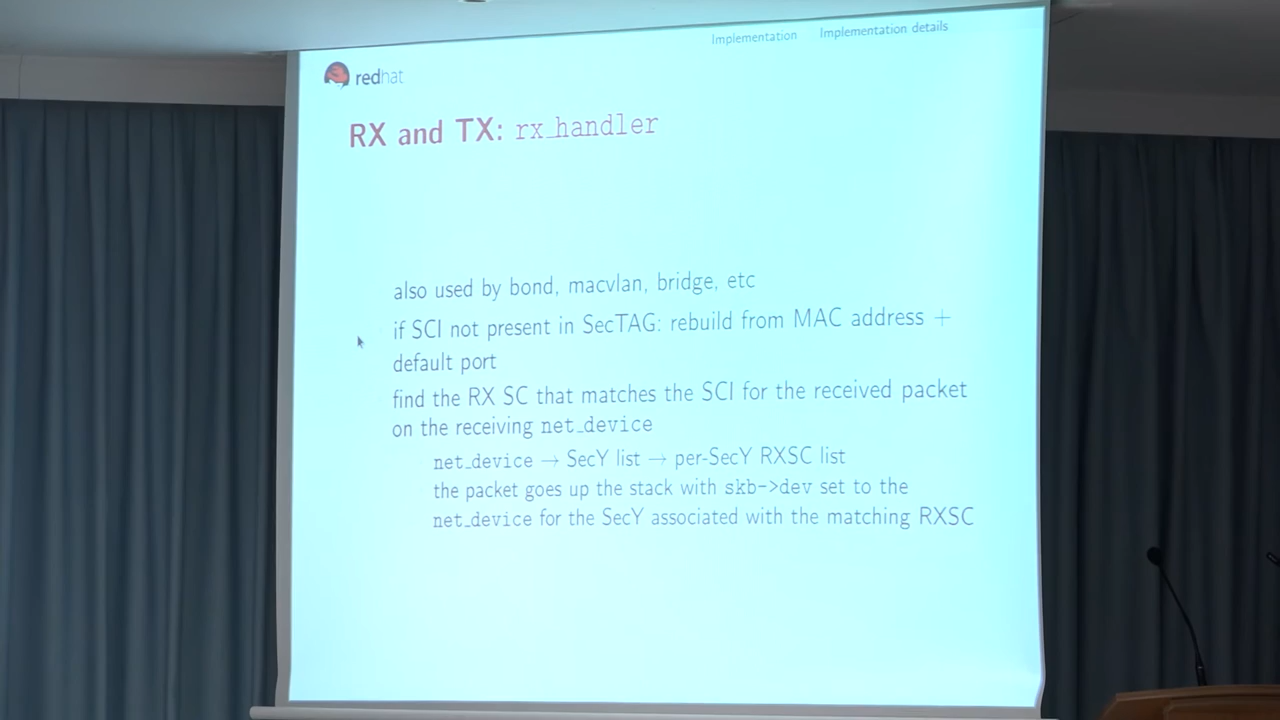 Implementation Implementation details
redhat
RX and TX: rx_handler
also used by bond, macvlan, bridge, etc
if SCI not present in SecTAG: rebuild from MAC address +
default port
find the RX SC that matches the SCI for the received packet
on the receiving net_device
net_device → SecY list → per-SecY RXSC list
the packet goes up the stack with skb->dev set to the
net_device for the SecY associated with the matching RXSC